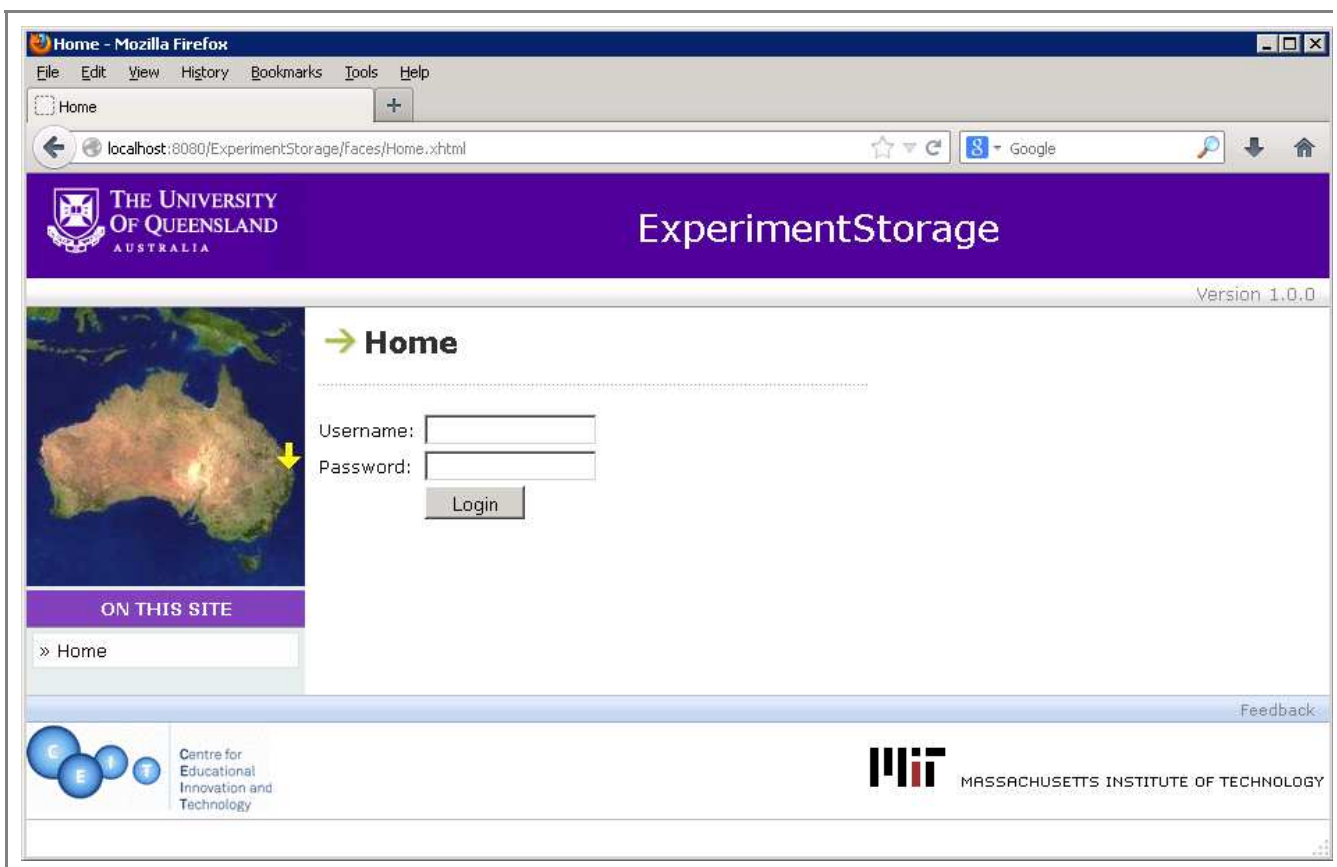 Home - Mozilla Firefox
File Edit View History Bookmarks Tools Help
Home +
localhost:8080/ExperimentStorage/faces/Home.xhtml
8 Google
THE UNIVERSITY
OF QUEENSLAND
AUSTRALIA
ExperimentStorage
Version 1.0.0
Home
Username:
Password:
Login
ON THIS SITE
» Home
Feedback
C E I T
Centre for
Educational
Innovation and
Technology
MIT
MASSACHUSETTS INSTITUTE OF TECHNOLOGY